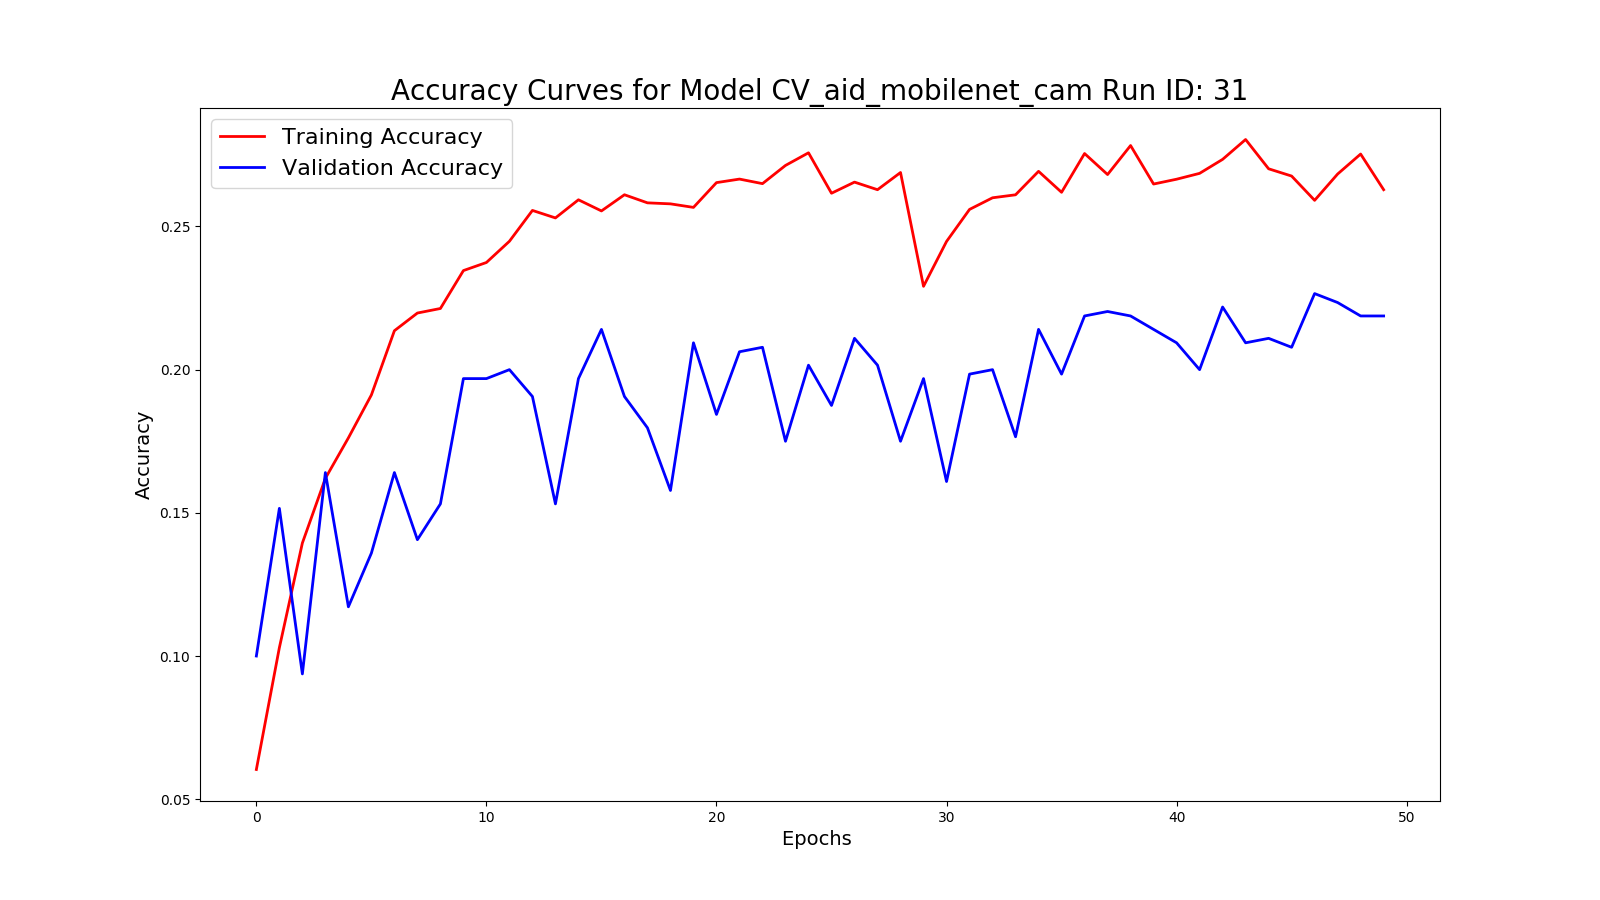 Accuracy Curves for Model CV_aid_mobilenet_cam Run ID: 31
Training Accuracy
Validation Accuracy
0.25
0.20
0.15
0.10
0.05
Accuracy
0 10 20 30 40 50
Epochs